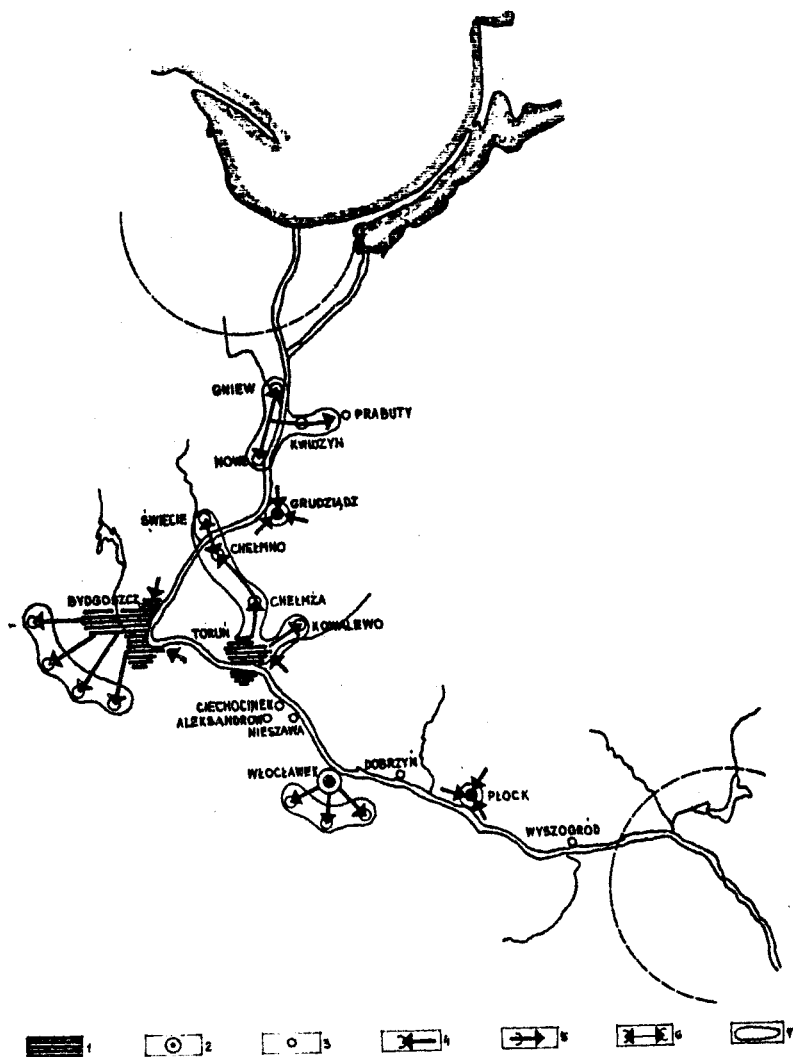 GNIEW
PRABUTY
KWIDZYN
NOWE
GRUDZIĄDZ
ŚWIECIE
CHEŁMNO
BYDGOSZCZ
CHEŁMŻA
TORUŃ
KOWALEWO
CIECHOCINEK
ALEKSANDROW
NIESZAWA
WŁOCŁAWEK
DOBRZYŃ
PŁOCK
WYSZOGRÓD
1 2 3 4 5 6 7